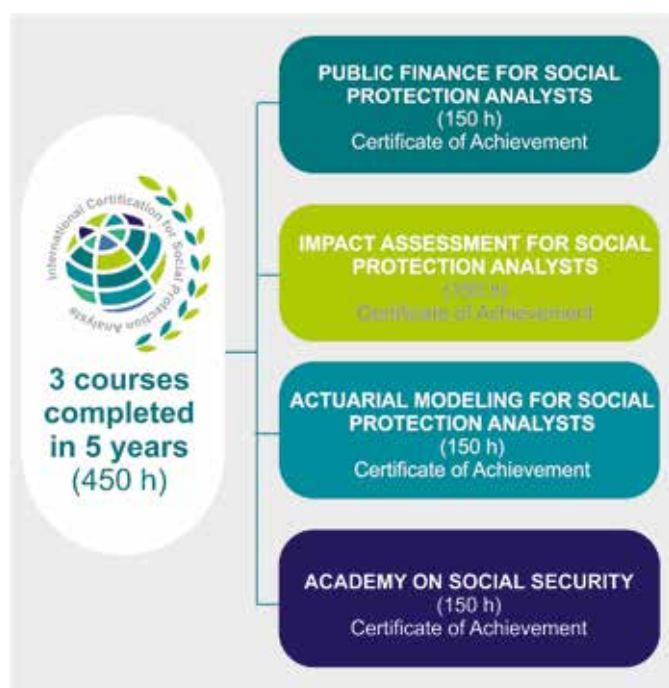 International Certification for Social Protection Analysts
3 courses
completed
in 5 years
(450 h)
PUBLIC FINANCE FOR SOCIAL
PROTECTION ANALYSTS
(150 h)
Certificate of Achievement
IMPACT ASSESSMENT FOR SOCIAL
PROTECTION ANALYSTS
(150 h)
Certificate of Achievement
ACTUARIAL MODELING FOR SOCIAL
PROTECTION ANALYSTS
(150 h)
Certificate of Achievement
ACADEMY ON SOCIAL SECURITY
(150 h)
Certificate of Achievement